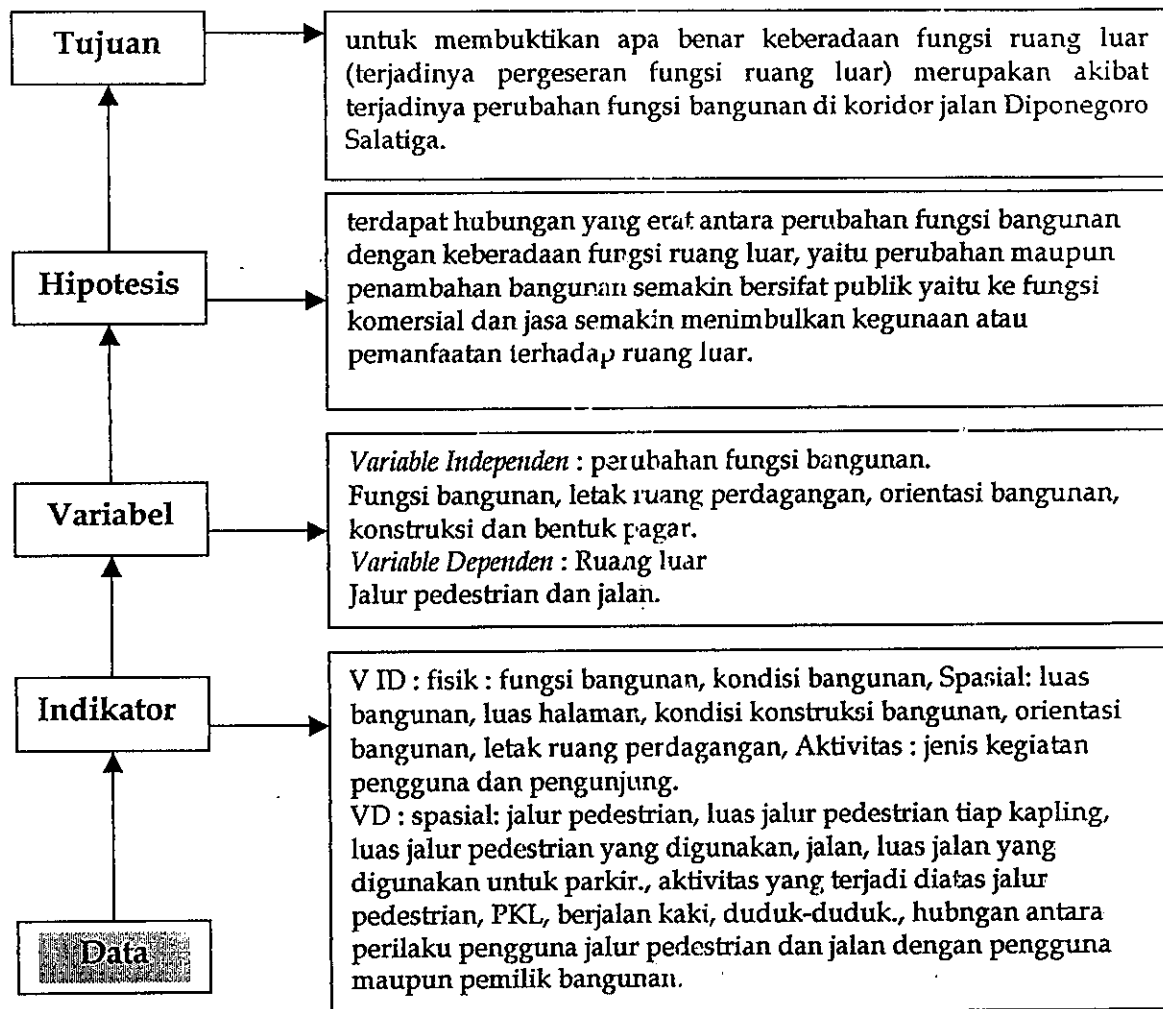 Tujuan
untuk membuktikan apa benar keberadaan fungsi ruang luar
(terjadinya pergeseran fungsi ruang luar) merupakan akibat
terjadinya perubahan fungsi bangunan di koridor jalan Diponegoro
Salatiga.
Hipotesis
terdapat hubungan yang erat antara perubahan fungsi bangunan
dengan keberadaan fungsi ruang luar, yaitu perubahan maupun
penambahan bangunan semakin bersifat publik yaitu ke fungsi
komersial dan jasa semakin menimbulkan kegunaan atau
pemanfaatan terhadap ruang luar.
Variabel
Variable Independen : perubahan fungsi bangunan.
Fungsi bangunan, letak ruang perdagangan, orientasi bangunan,
konstruksi dan bentuk pagar.
Variable Dependen : Ruang luar
Jalur pedestrian dan jalan.
Indikator
V ID : fisik : fungsi bangunan, kondisi bangunan, Spasial: luas
bangunan, luas halaman, kondisi konstruksi bangunan, orientasi
bangunan, letak ruang perdagangan, Aktivitas : jenis kegiatan
pengguna dan pengunjung.
VD : spasial: jalur pedestrian, luas jalur pedestrian tiap kapling,
luas jalur pedestrian yang digunakan, jalan, luas jalan yang
digunakan untuk parkir., aktivitas yang terjadi diatas jalur
pedestrian, PKL, berjalan kaki, duduk-duduk., hubngan antara
perilaku pengguna jalur pedestrian dan jalan dengan pengguna
maupun pemilik bangunan.
Data